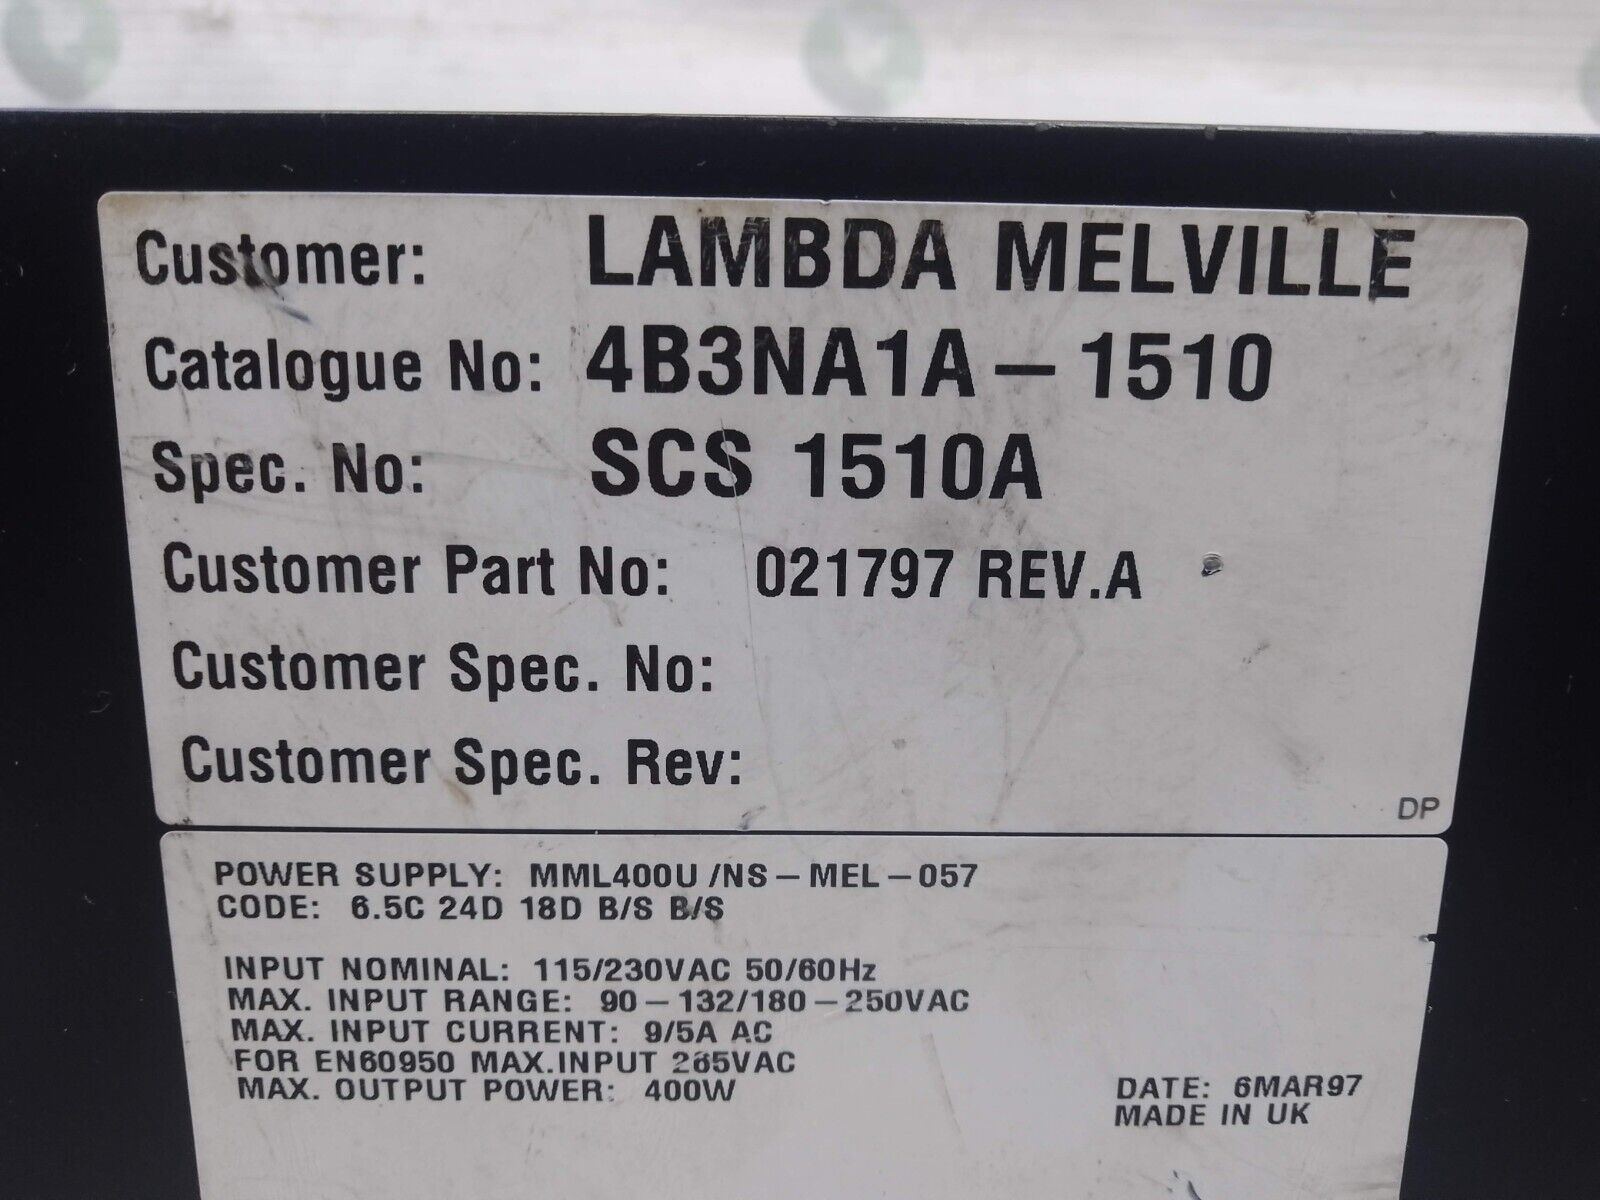 Customer: LAMBDA MELVILLE
Catalogue No: 4B3NA1A-1510
Spec. No: SCS 1510A
Customer Part No: 021797 REV.A
Customer Spec. No:
Customer Spec. Rev:
DP
POWER SUPPLY: MML400U/NS-MEL-057
CODE: 6.5C 24D 18D B/S B/S
INPUT NOMINAL: 115/230VAC 50/60Hz
MAX. INPUT RANGE: 90-132/180-250VAC
MAX. INPUT CURRENT: 9/5A AC
FOR EN60950 MAX.INPUT
MAX. OUTPUT POWER: 400W
DATE: 6MAR97
MADE IN UK